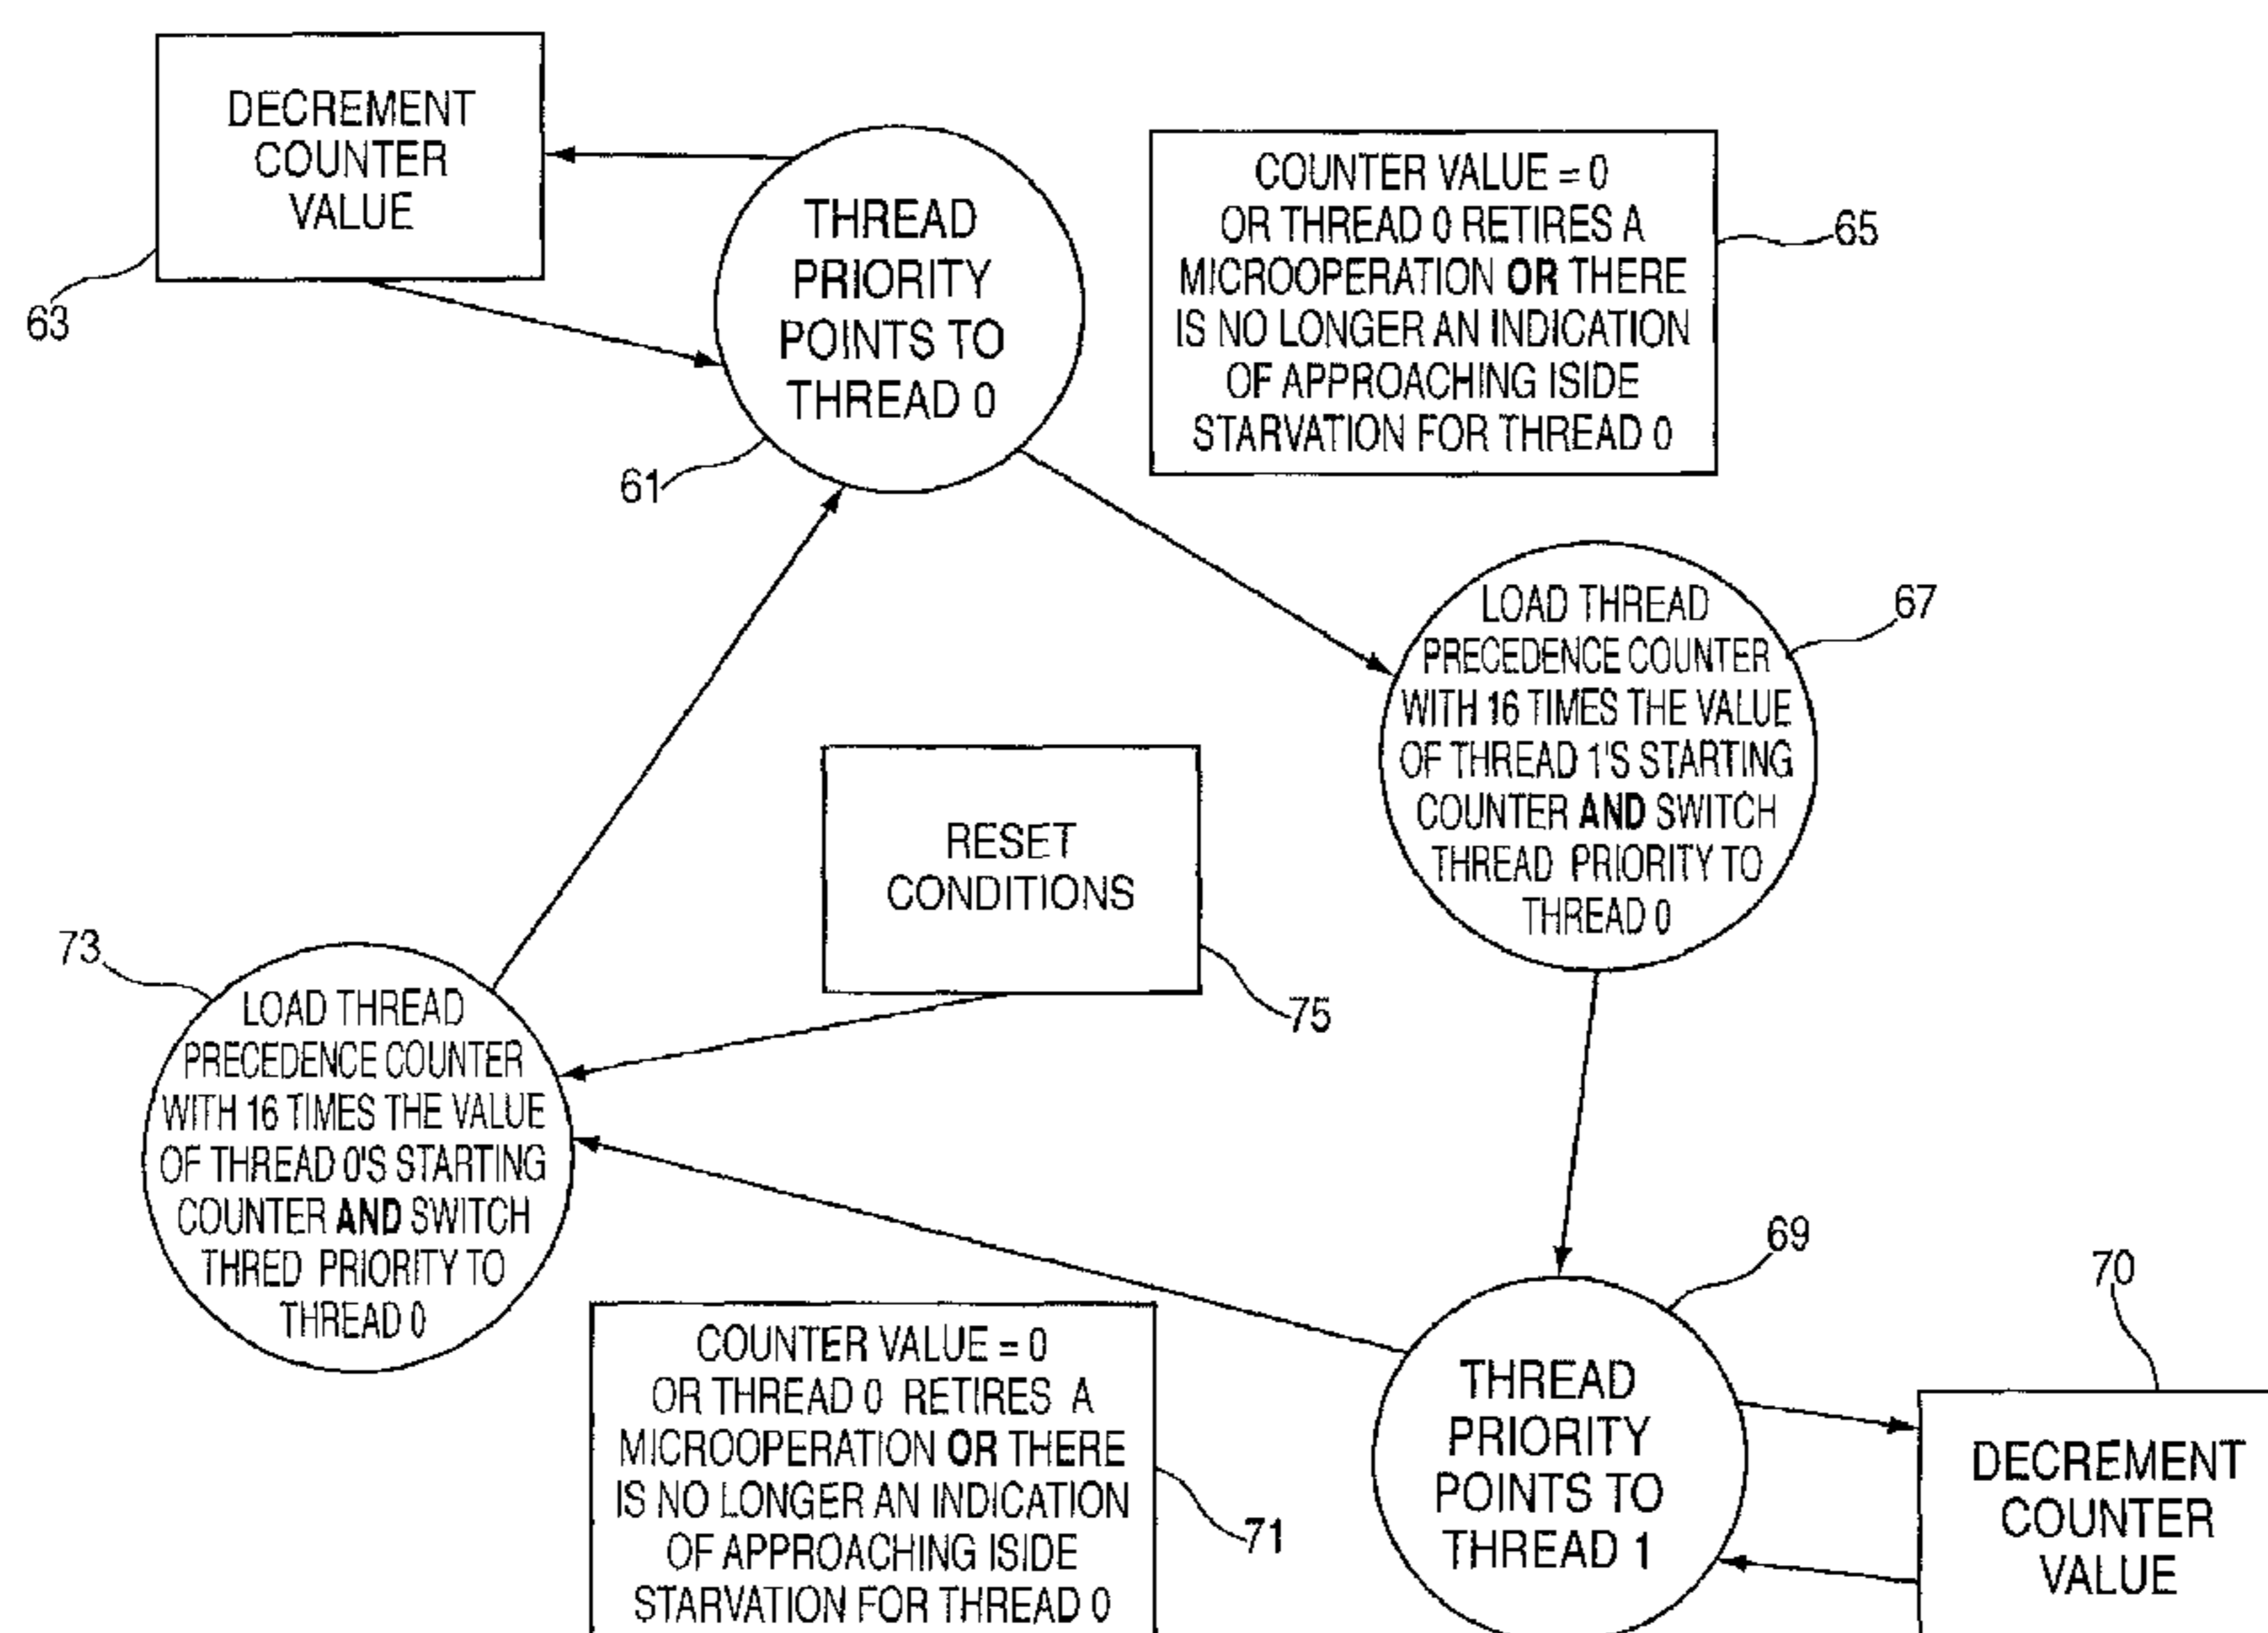 DECREMENT
COUNTER
VALUE
63
THREAD
PRIORITY
POINTS TO
THREAD 0
61
COUNTER VALUE = 0
OR THREAD 0 RETIRES A
MICROOPERATION OR THERE
IS NO LONGER AN INDICATION
OF APPROACHING ISIDE
STARVATION FOR THREAD 0
65
LOAD THREAD
PRECEDENCE COUNTER
WITH 16 TIMES THE VALUE
OF THREAD 1'S STARTING
COUNTER AND SWITCH
THREAD PRIORITY TO
THREAD 0
67
RESET
CONDITIONS
75
73
LOAD THREAD
PRECEDENCE COUNTER
WITH 16 TIMES THE VALUE
OF THREAD 0'S STARTING
COUNTER AND SWITCH
THRED PRIORITY TO
THREAD 0
COUNTER VALUE = 0
OR THREAD 0 RETIRES A
MICROOPERATION OR THERE
IS NO LONGER AN INDICATION
OF APPROACHING ISIDE
STARVATION FOR THREAD 0
71
69
THREAD
PRIORITY
POINTS TO
THREAD 1
70
DECREMENT
COUNTER
VALUE